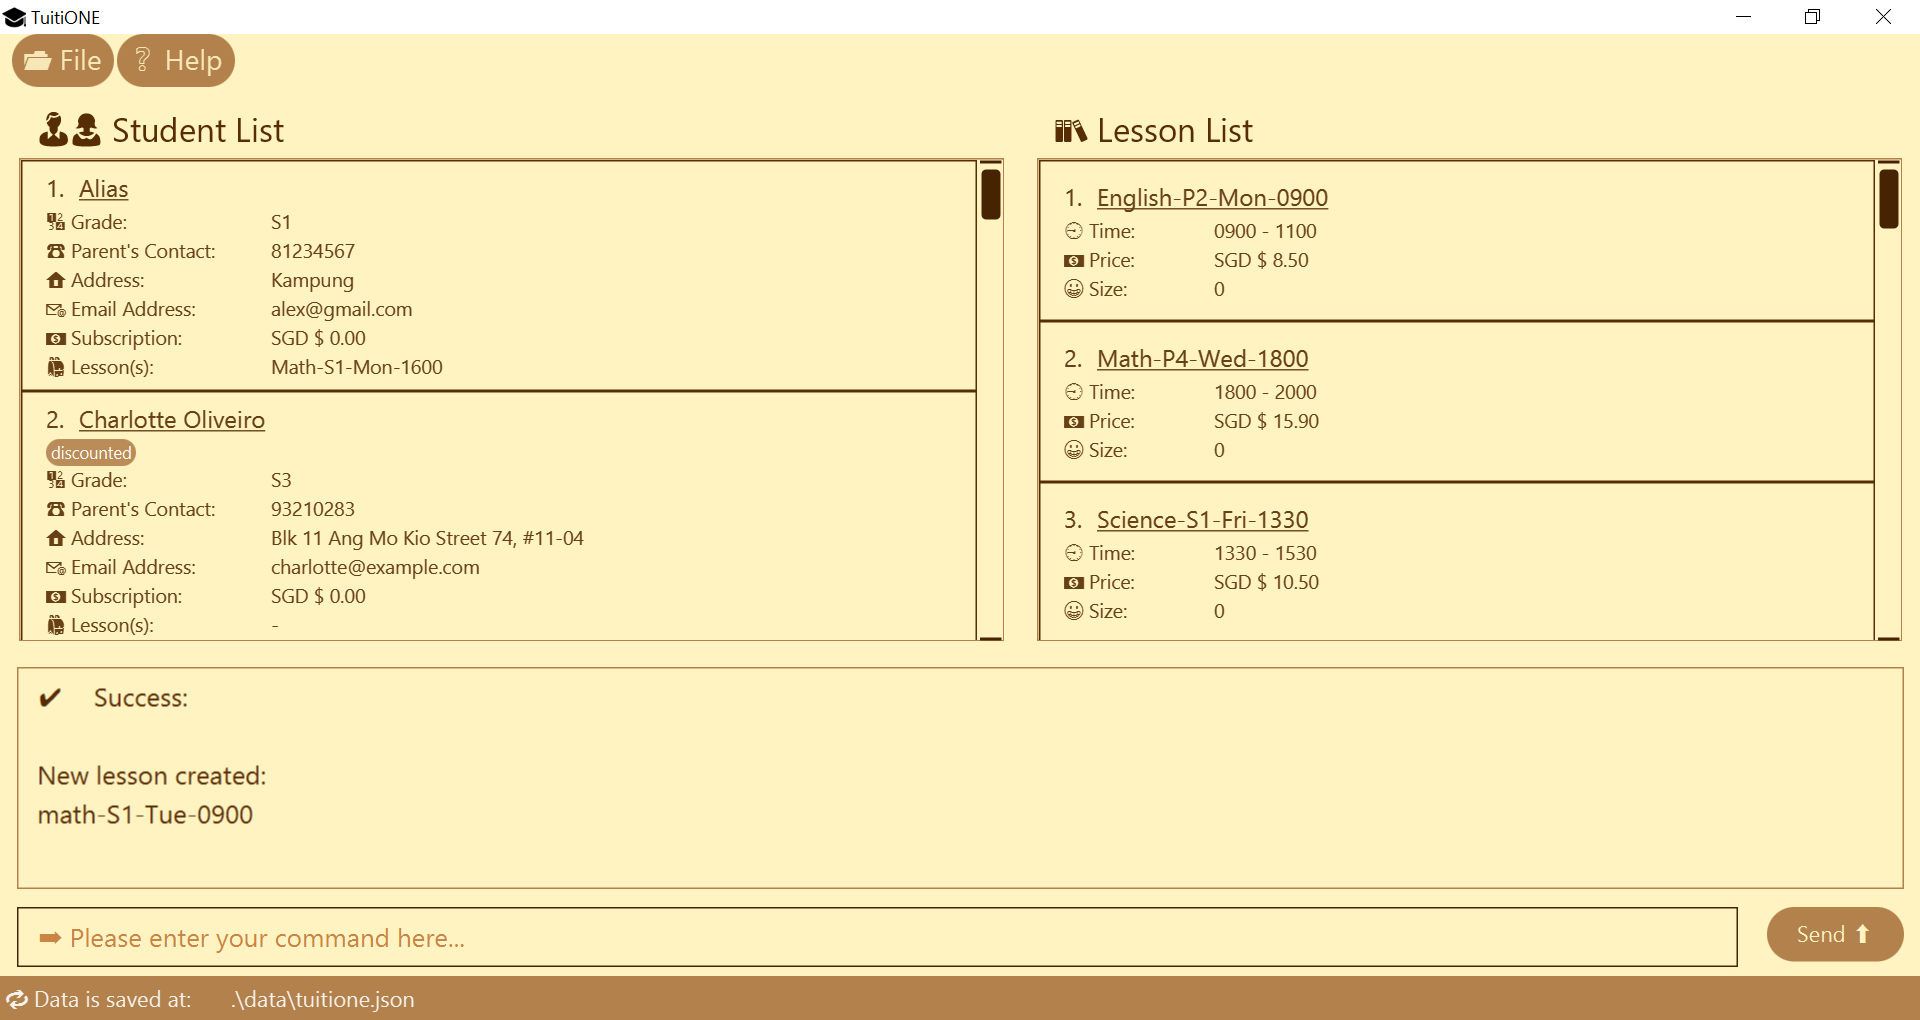 TuitiONE
File Help
Student List
1. Alias
Grade: S1
Parent's Contact: 81234567
Address: Kampung
Email Address: alex@gmail.com
Subscription: SGD $ 0.00
Lesson(s): Math-S1-Mon-1600
2. Charlotte Oliveiro
discounted
Grade: S3
Parent's Contact: 93210283
Address: Blk 11 Ang Mo Kio Street 74, #11-04
Email Address: charlotte@example.com
Subscription: SGD $ 0.00
Lesson(s): -
Lesson List
1. English-P2-Mon-0900
Time: 0900 - 1100
Price: SGD $ 8.50
Size: 0
2. Math-P4-Wed-1800
Time: 1800 - 2000
Price: SGD $ 15.90
Size: 0
3. Science-S1-Fri-1330
Time: 1330 - 1530
Price: SGD $ 10.50
Size: 0
✔ Success:
New lesson created:
math-S1-Tue-0900
➡ Please enter your command here...
Send ⬆
Data is saved at: .\data\tuitione.json